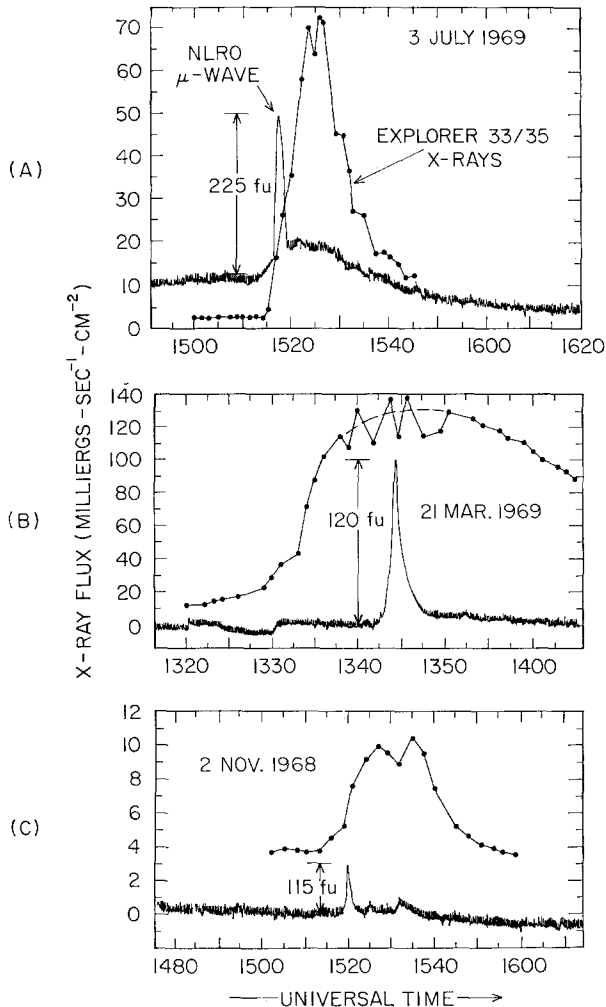 3 JULY 1969
NLRO
μ-WAVE
EXPLORER 33/35
X-RAYS
225 fu
(A)
70
60
50
40
30
20
10
0
1500
1520
1540
1600
1620
X-RAY FLUX (MILLIERGS-SEC⁻¹-CM⁻²)
(B)
140
120
100
80
60
40
20
0
120 fu
21 MAR. 1969
1320
1330
1340
1350
1400
(C)
12
10
8
6
4
2
0
2 NOV. 1968
115 fu
1480
1500
1520
1540
1600
UNIVERSAL TIME